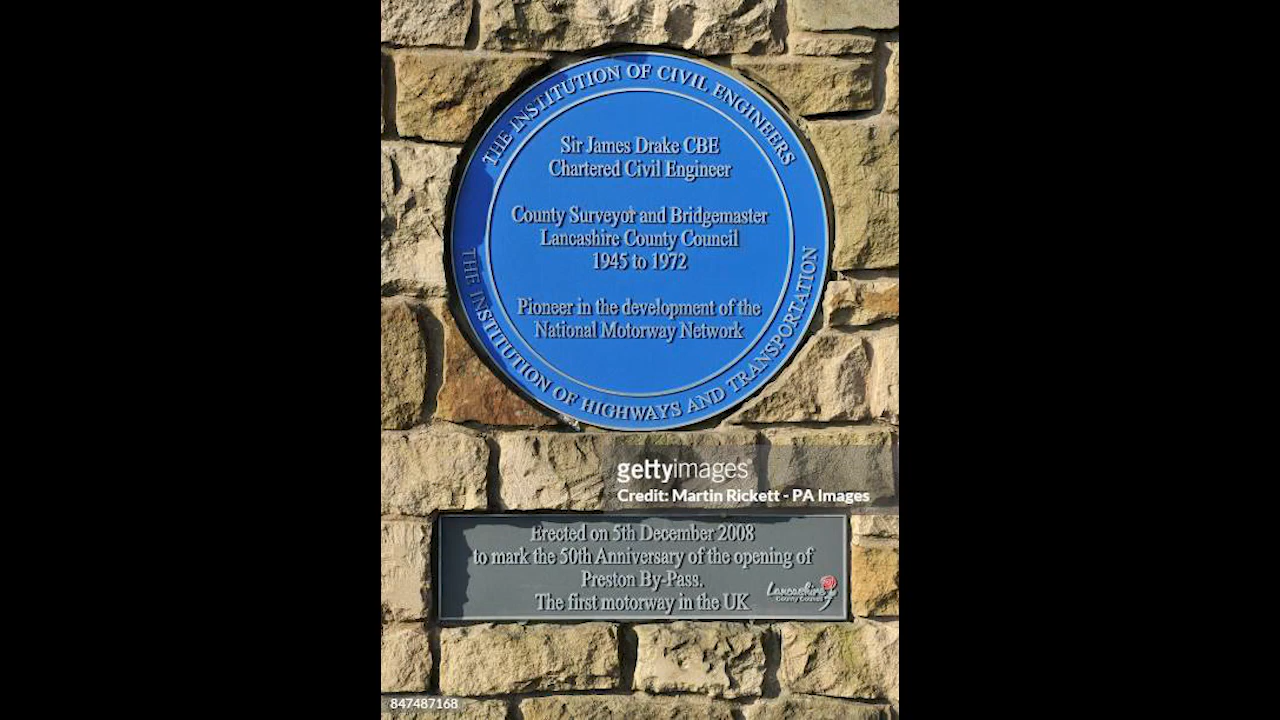 THE INSTITUTION OF CIVIL ENGINEERS
Sir James Drake CBE
Chartered Civil Engineer
County Surveyor and Bridgemaster
Lancashire County Council
1945 to 1972
Pioneer in the development of the
National Motorway Network
THE INSTITUTION OF HIGHWAYS AND TRANSPORTATION
gettyimages
Credit: Martin Rickett - PA Images
Erected on 5th December 2008
to mark the 50th Anniversary of the opening of
Preston By-Pass.
The first motorway in the UK
Lancashire
County Council
847487168